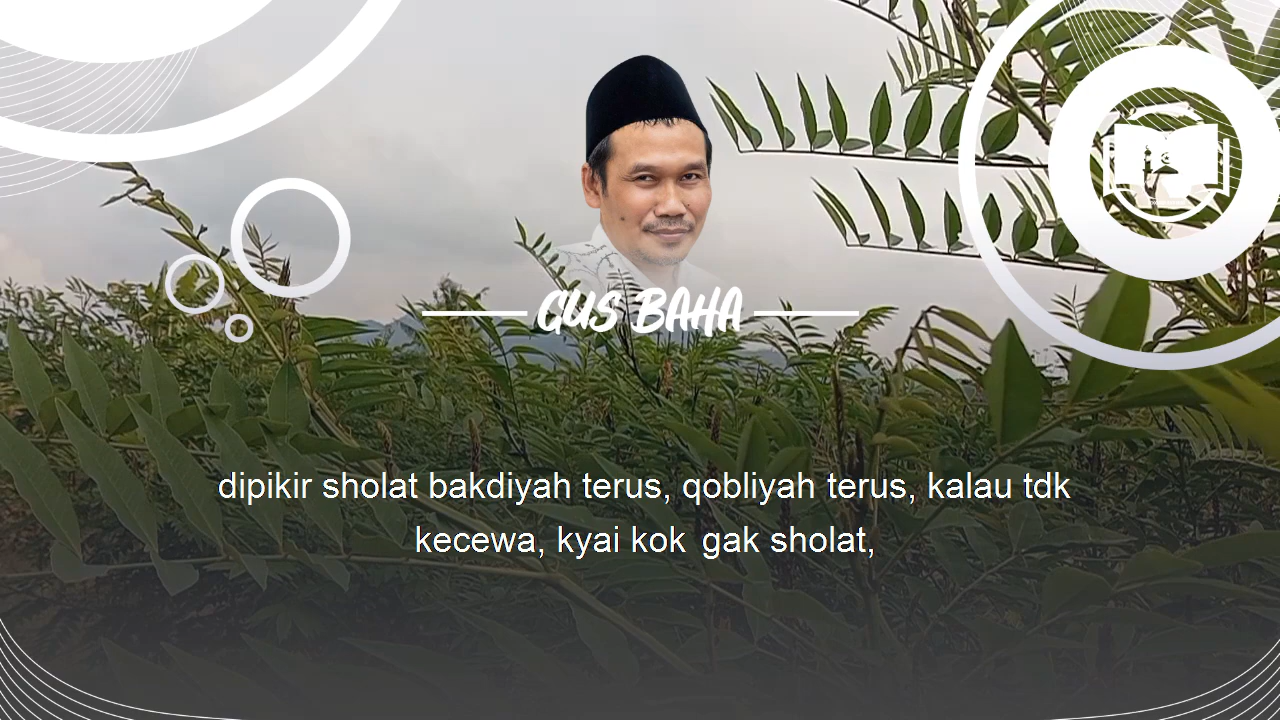 GUS BAHA
dipikir sholat bakdiyah terus, qobliyah terus, kalau tdk
kecewa, kyai kok gak sholat,